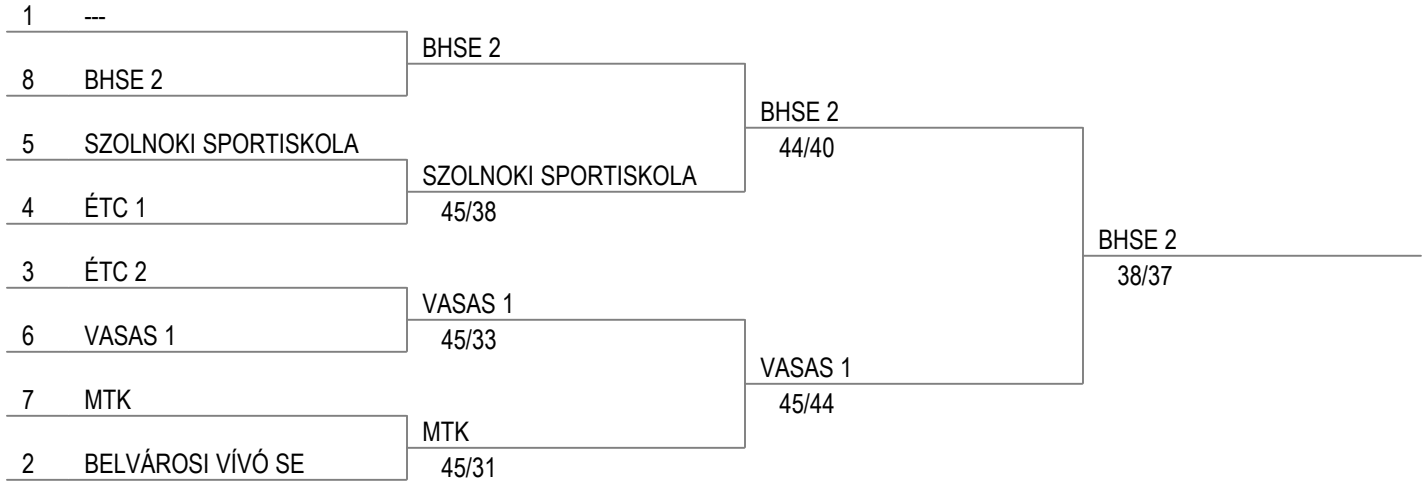 1 ---
8 BHSE 2
5 SZOLNOKI SPORTISKOLA
4 ÉTC 1
3 ÉTC 2
6 VASAS 1
7 MTK
2 BELVÁROSI VÍVÓ SE
BHSE 2
SZOLNOKI SPORTISKOLA
45/38
VASAS 1
45/33
MTK
45/31
BHSE 2
44/40
VASAS 1
45/44
BHSE 2
38/37